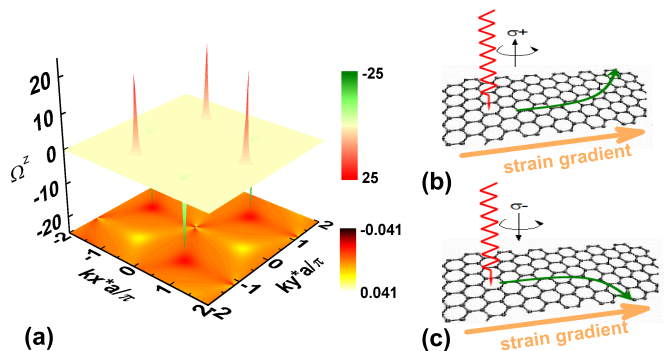 20
10
0
-10
-20
Ωᶻ
-2
-1
0
1
2
kx*a/π
-1
0
1
2
ky*a/π
-25
25
-0.041
0.041
(a)
σ+
strain gradient
(b)
σ-
strain gradient
(c)